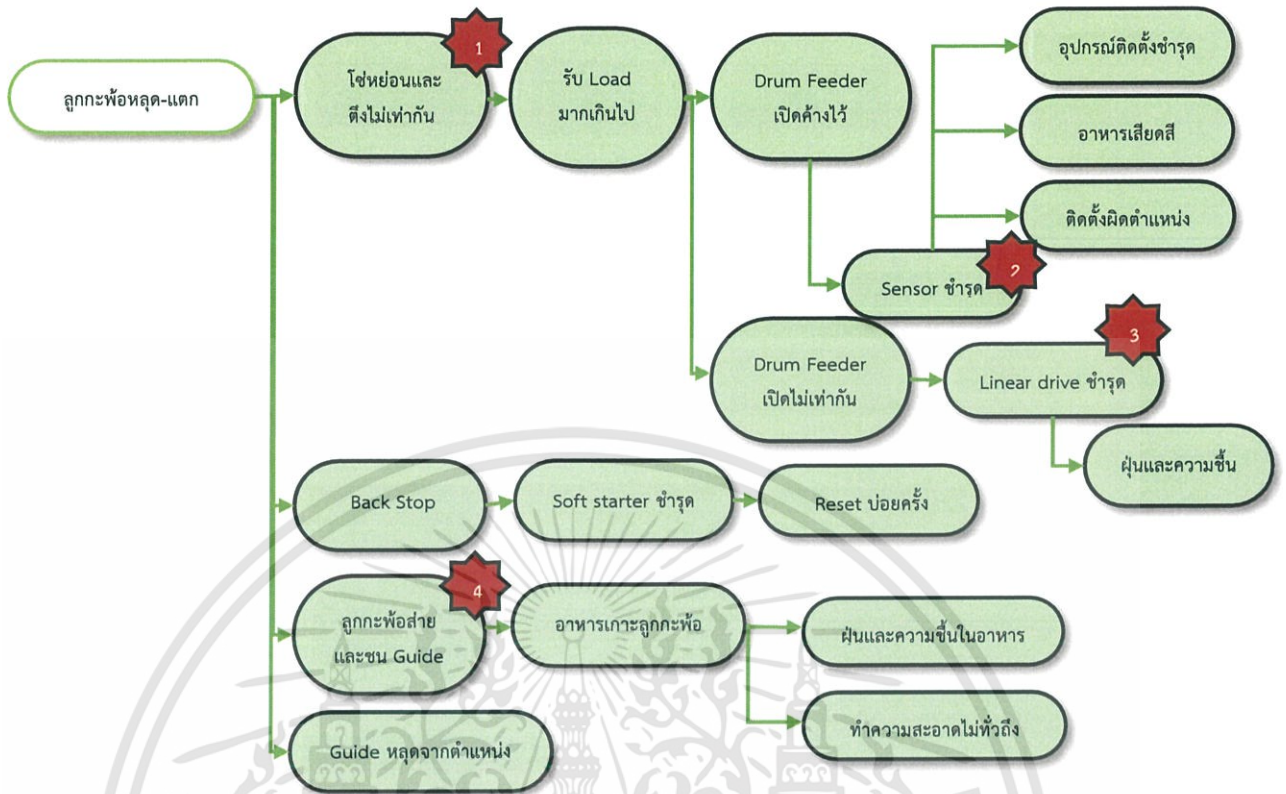 ลูกกะพ้อหลุด-แตก
โซ่หย่อนและ
ตึงไม่เท่ากัน
1
รับ Load
มากเกินไป
Drum Feeder
เปิดค้างไว้
อุปกรณ์ติดตั้งชำรุด
อาหารเสียดสี
ติดตั้งผิดตำแหน่ง
Sensor ชำรุด
2
Drum Feeder
เปิดไม่เท่ากัน
Linear drive ชำรุด
3
ฝุ่นและความชื้น
Back Stop
Soft starter ชำรุด
Reset บ่อยครั้ง
ลูกกะพ้อส่าย
และชน Guide
4
อาหารเกาะลูกกะพ้อ
ฝุ่นและความชื้นในอาหาร
ทำความสะอาดไม่ทั่วถึง
Guide หลุดจากตำแหน่ง